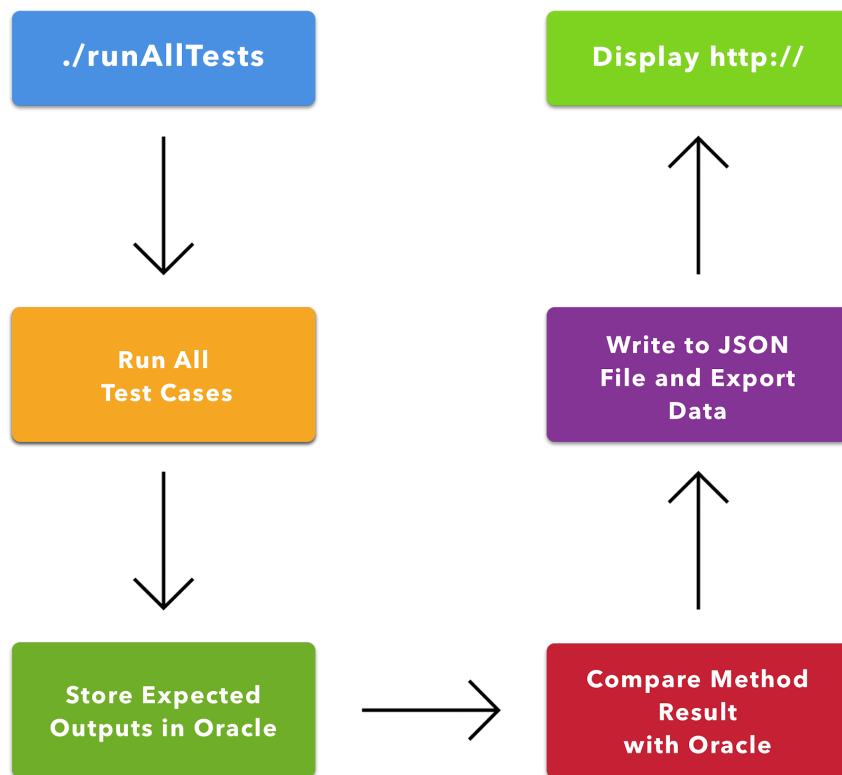 ./runAllTests
Run All
Test Cases
Store Expected
Outputs in Oracle
Compare Method
Result
with Oracle
Write to JSON
File and Export
Data
Display http://